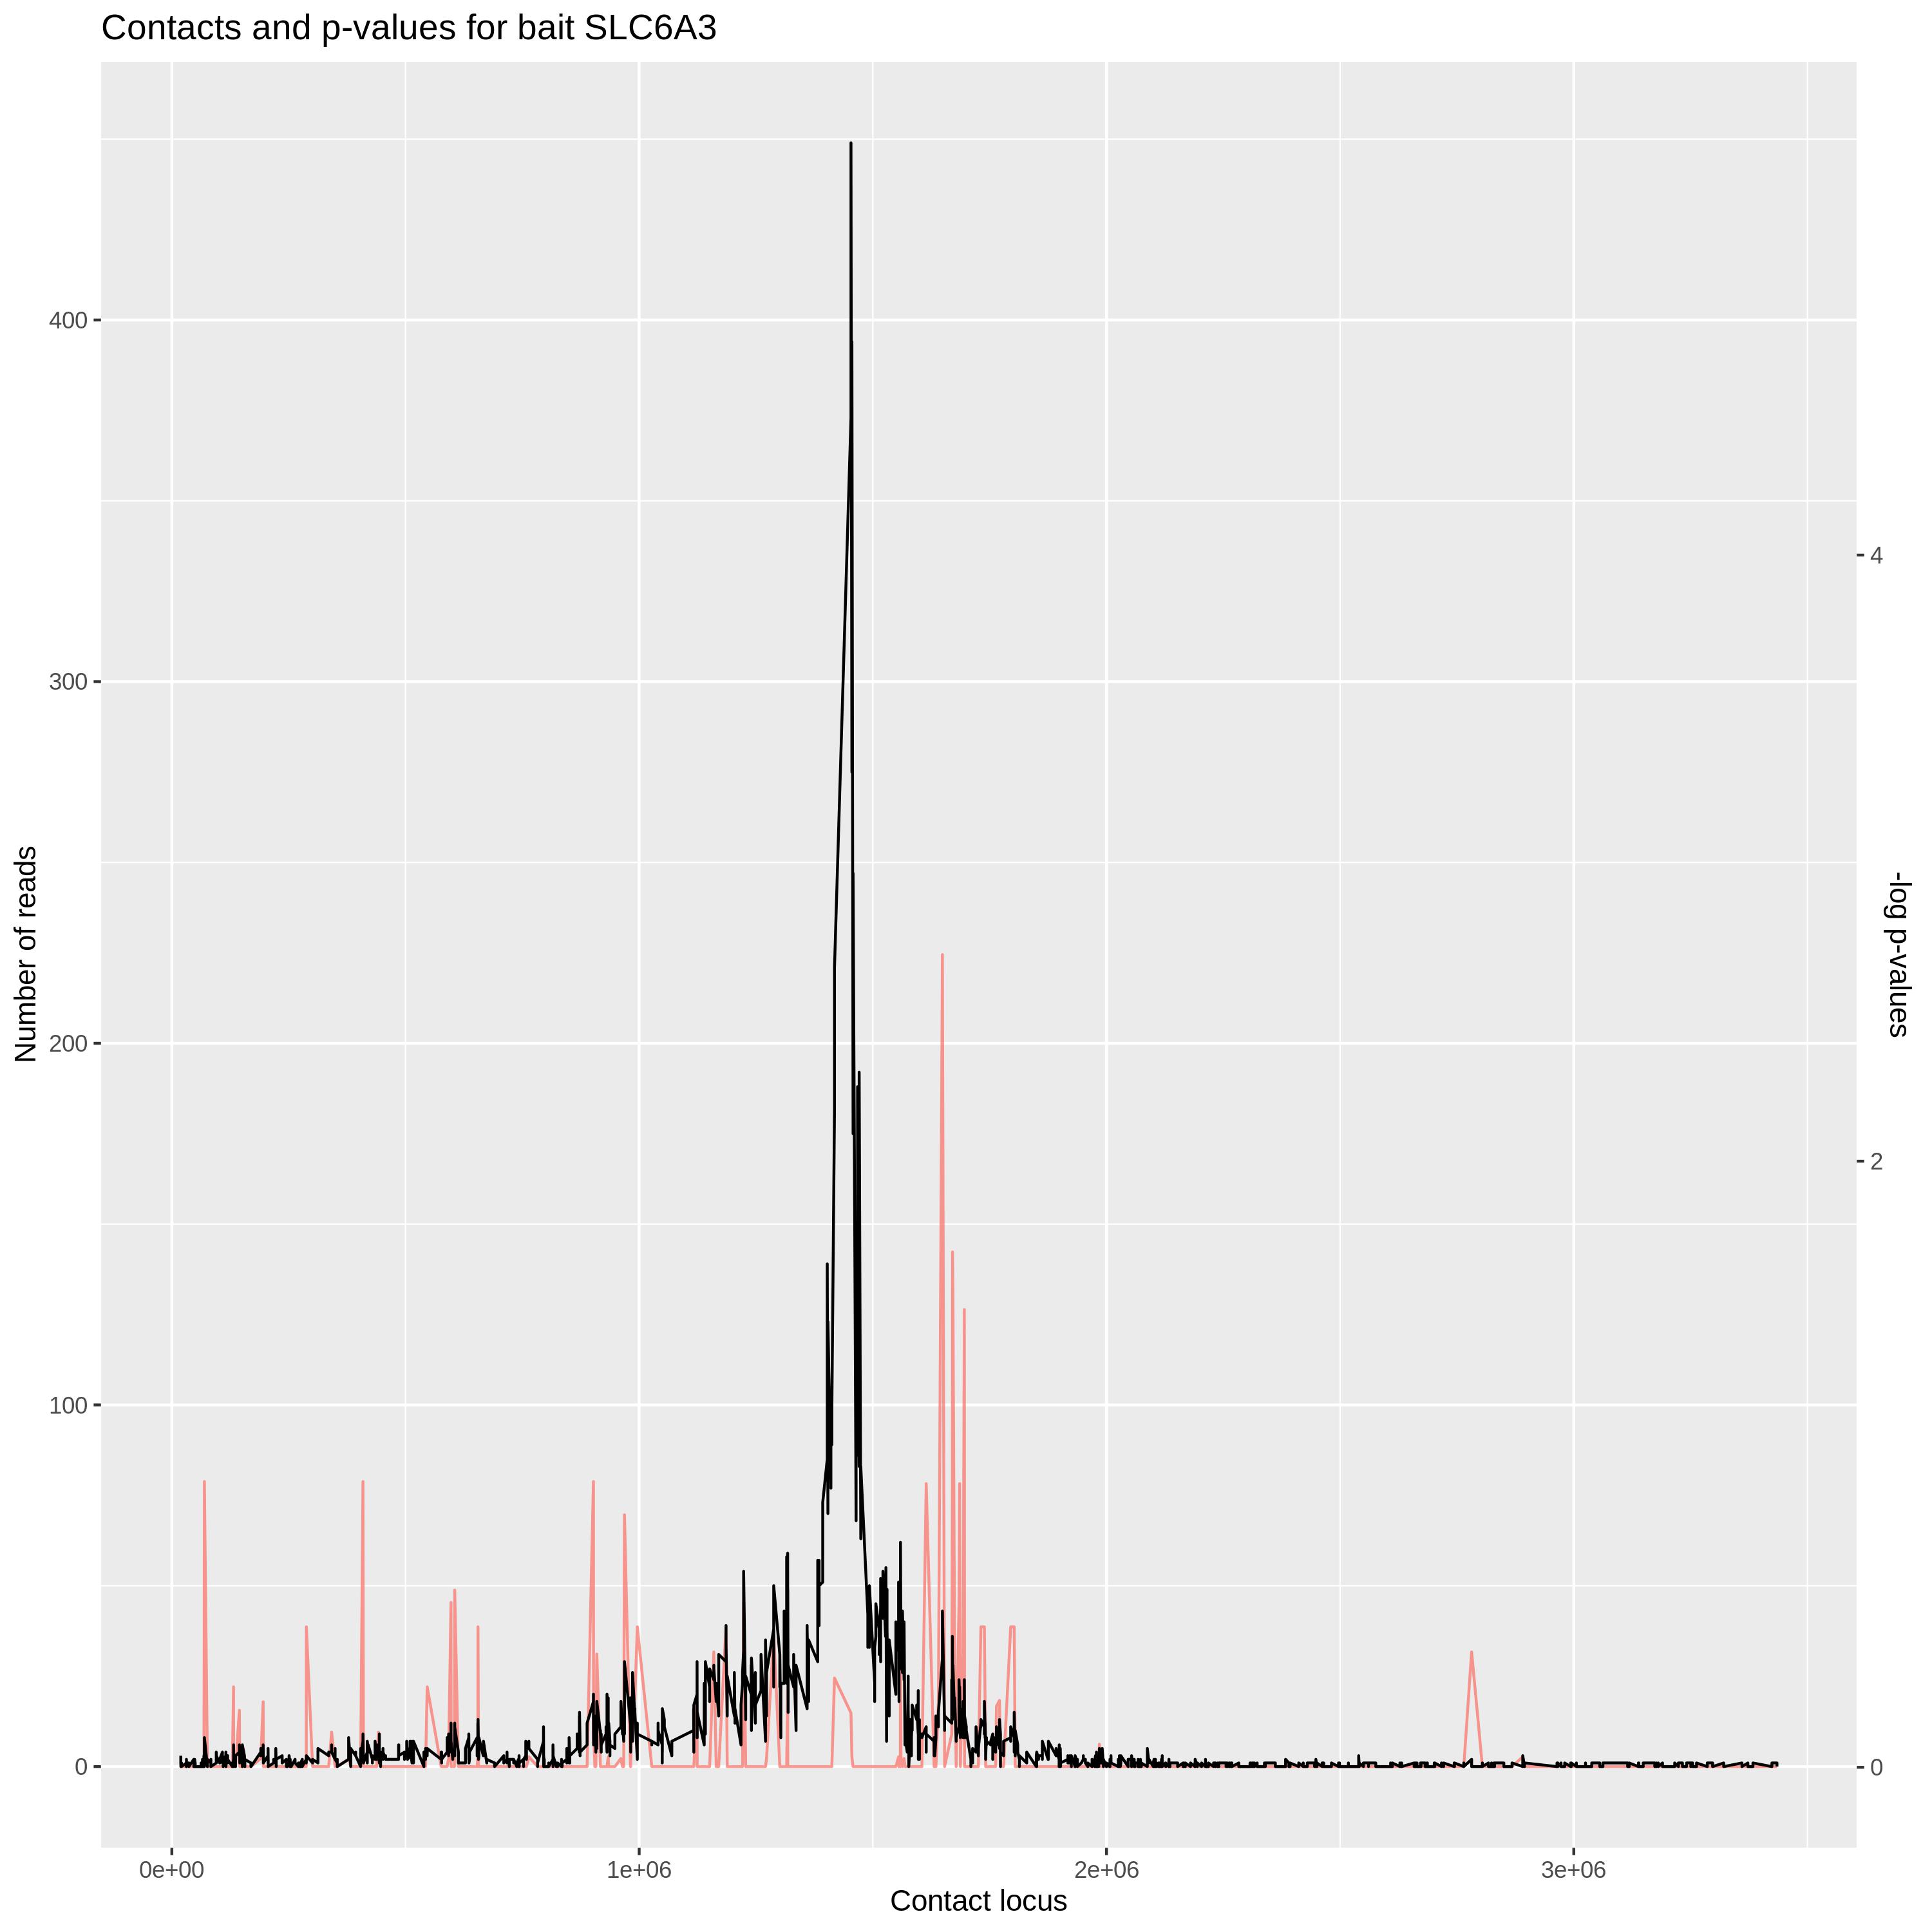 Contacts and p-values for bait SLC6A3
400
300
200
100
0
Number of reads
4
2
0
-log p-values
0e+00
1e+06
2e+06
3e+06
Contact locus